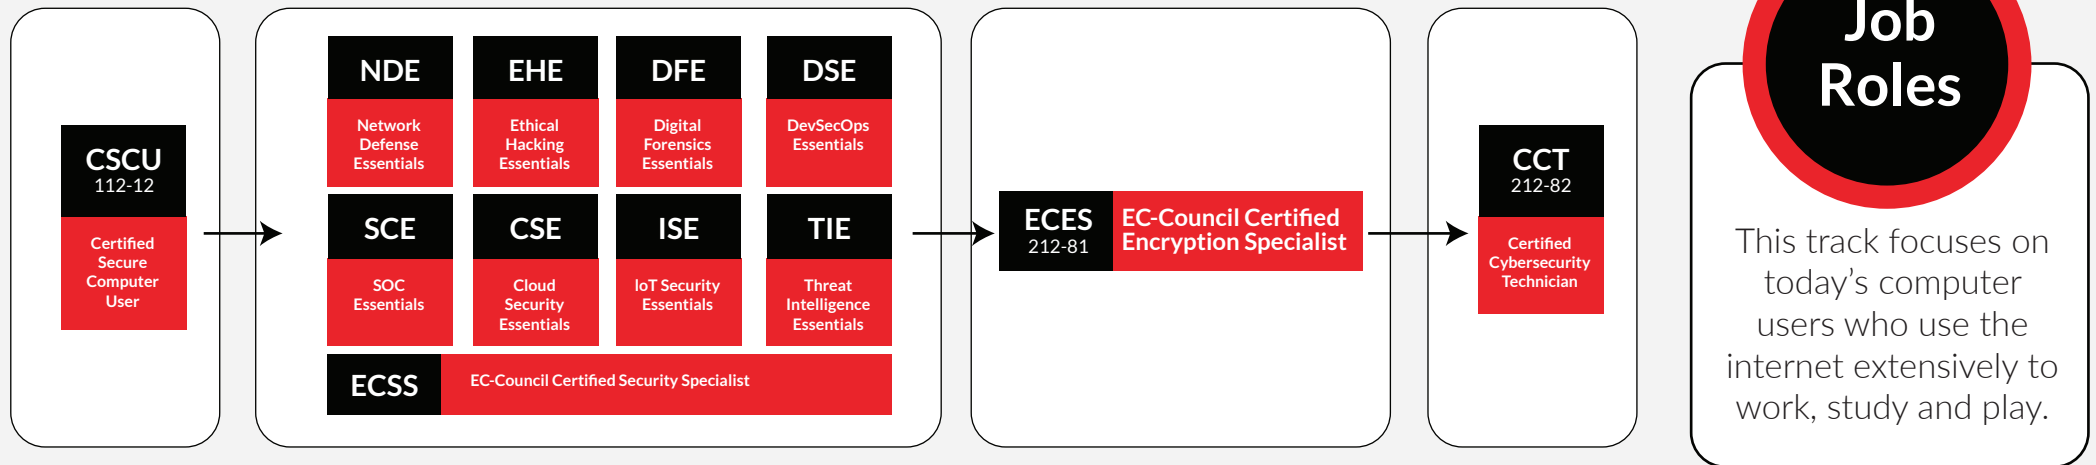 CSCU
112-12
Certified
Secure
Computer
User
NDE
Network
Defense
Essentials
EHE
Ethical
Hacking
Essentials
DFE
Digital
Forensics
Essentials
DSE
DevSecOps
Essentials
SCE
SOC
Essentials
CSE
Cloud
Security
Essentials
ISE
IoT Security
Essentials
TIE
Threat
Intelligence
Essentials
ECSS
EC-Council Certified Security Specialist
ECES
212-81
EC-Council Certified
Encryption Specialist
CCT
212-82
Certified
Cybersecurity
Technician
Job
Roles
This track focuses on
today’s computer
users who use the
internet extensively to
work, study and play.